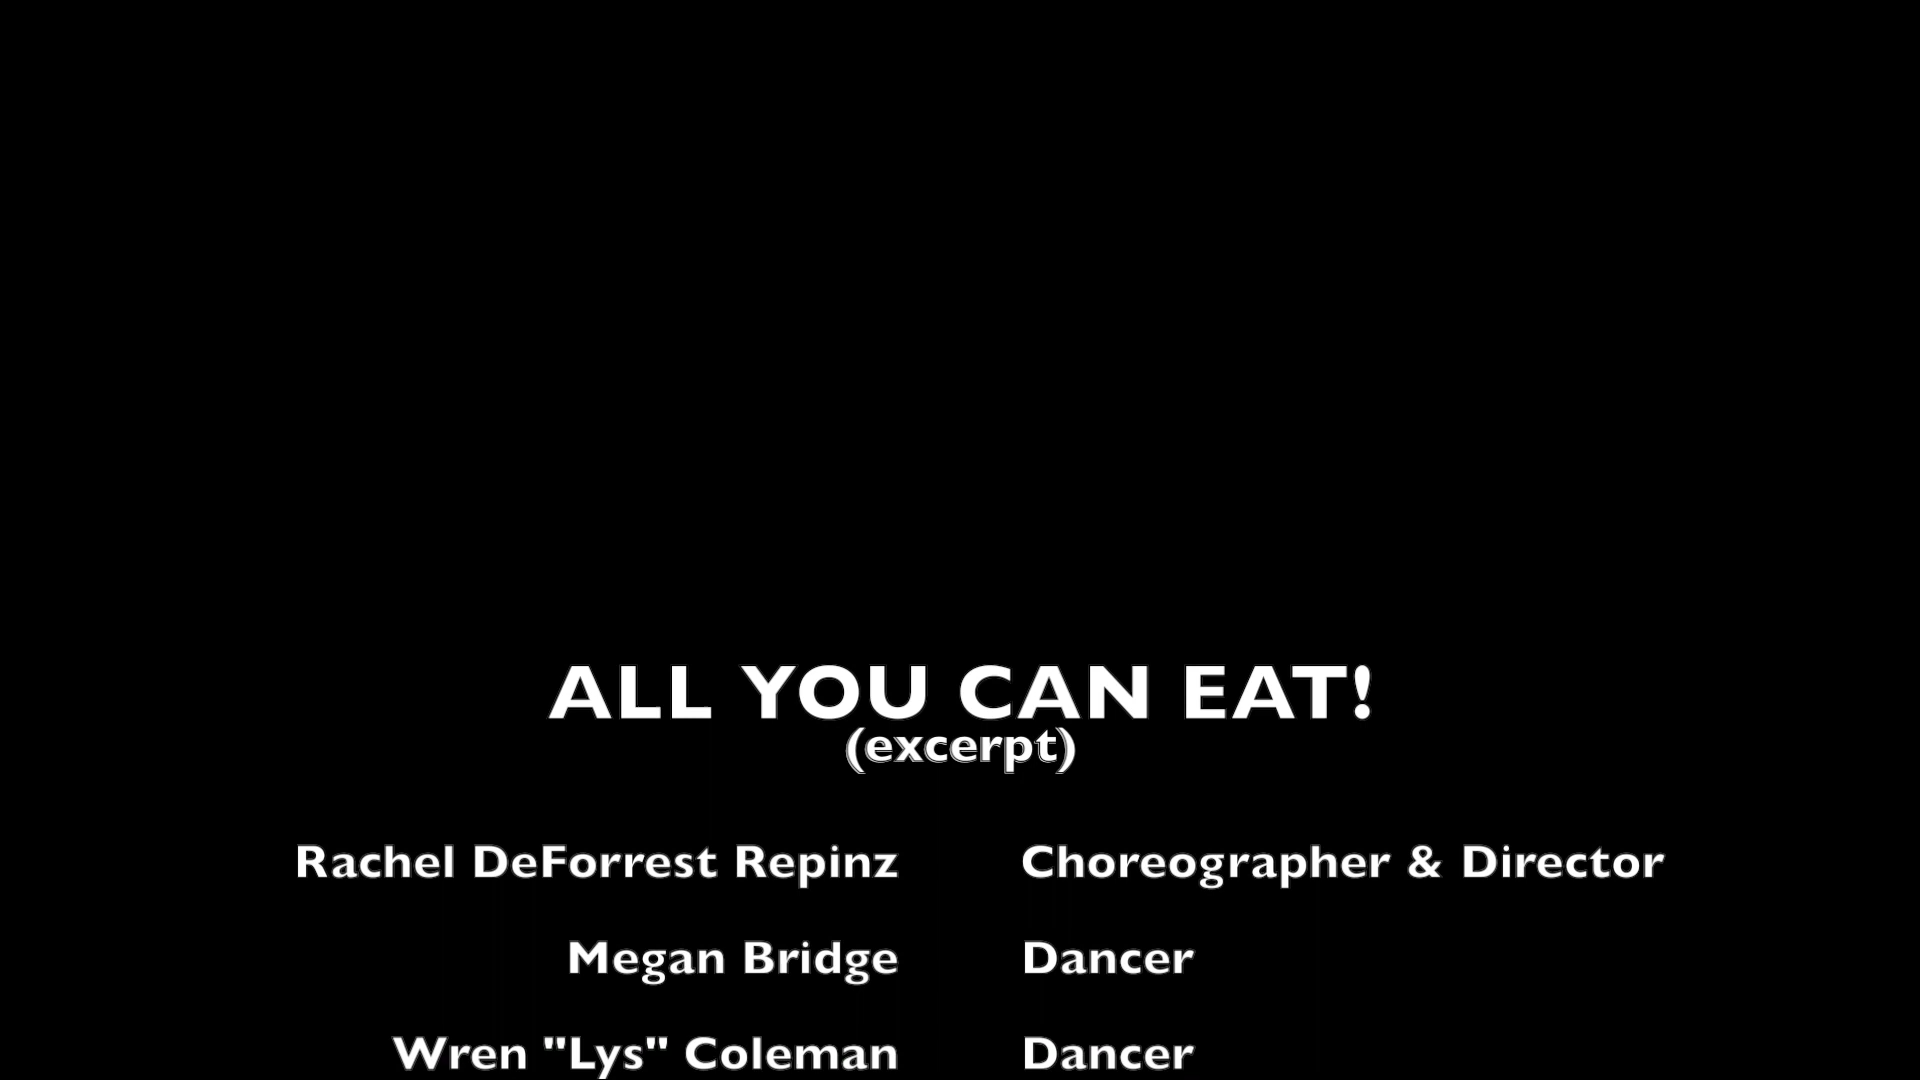 ALL YOU CAN EAT!
(excerpt)
Rachel DeForrest Repinz Choreographer & Director
Megan Bridge Dancer
Wren "Lys" Coleman Dancer